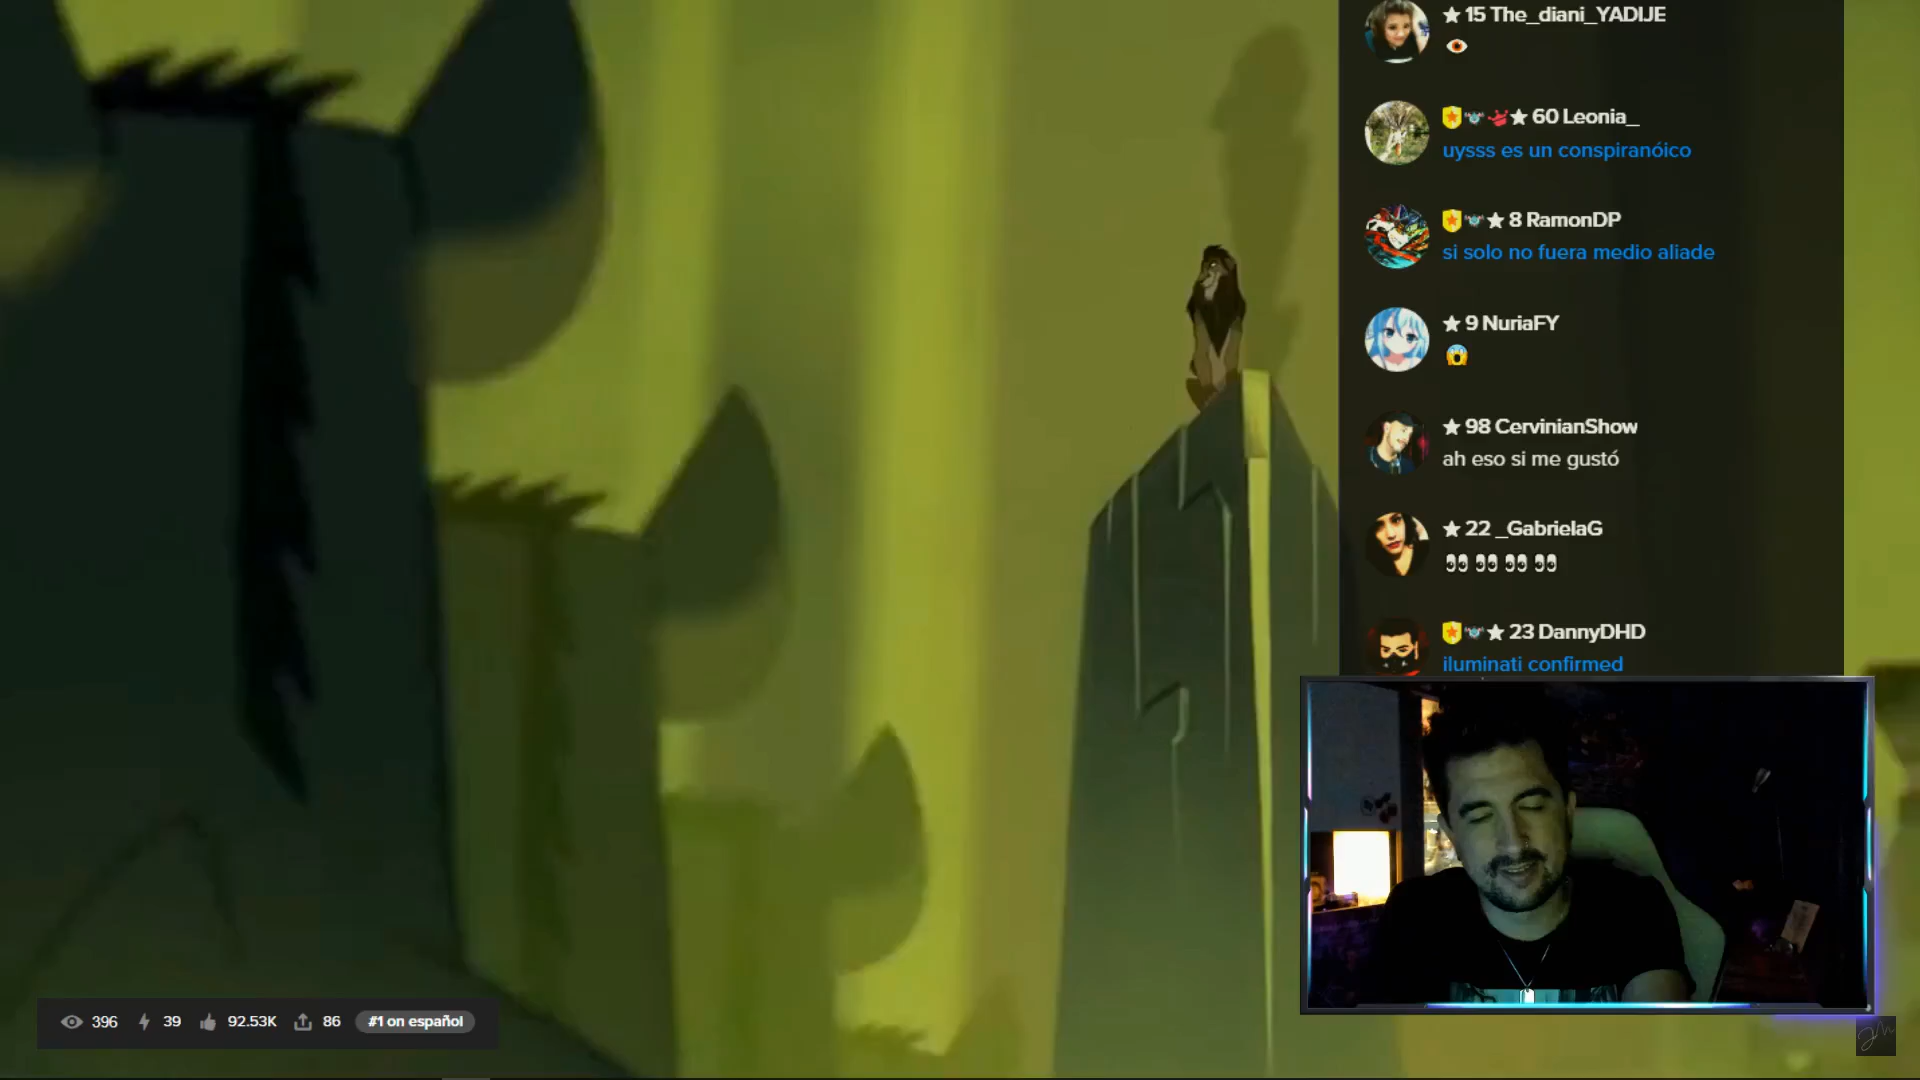 15 The_diani_YADIJE
60 Leonia_
uysss es un conspiranóico
8 RamonDP
si solo no fuera medio aliade
9 NuriaFY
98 CervinianShow
ah eso si me gustó
22 _GabrielaG
23 DannyDHD
iluminati confirmed
396 39 92.53K 86 #1 on español